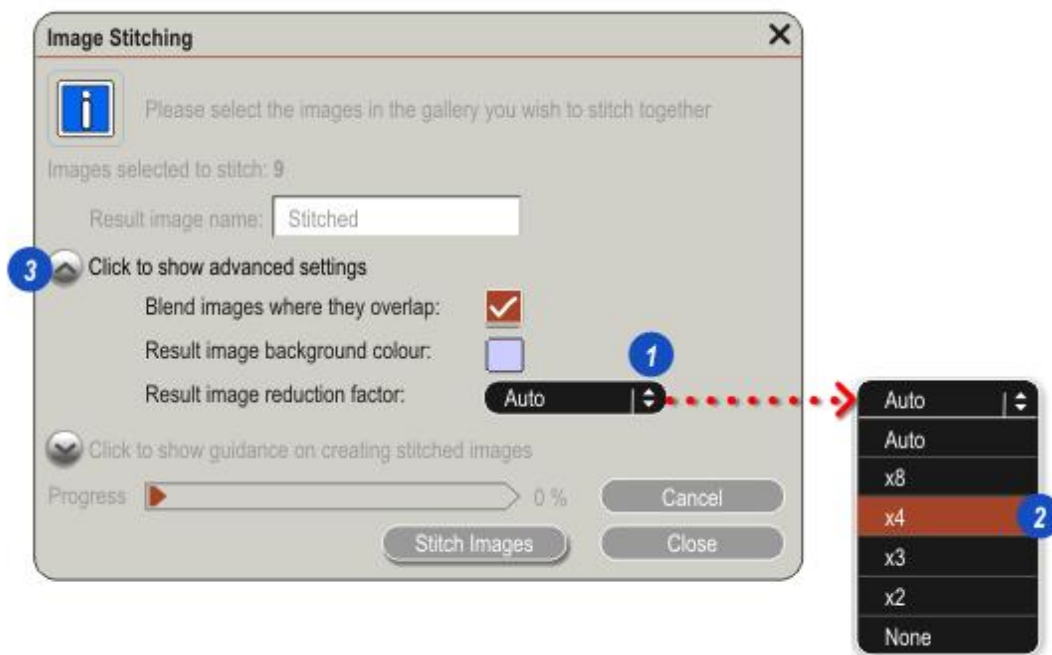 Image Stitching
Please select the images in the gallery you wish to stitch together
Images selected to stitch: 9
Result image name: Stitched
3 Click to show advanced settings
Blend images where they overlap:
Result image background colour:
1
Result image reduction factor: Auto
Click to show guidance on creating stitched images
Progress 0 % Cancel
Stitch Images Close
Auto
Auto
x8
x4 2
x3
x2
None